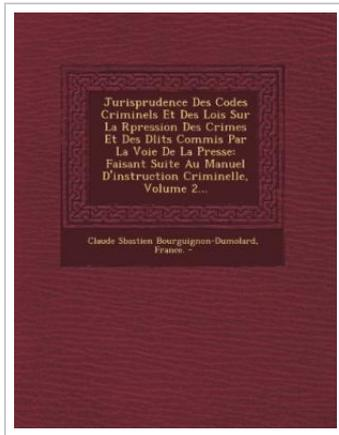 Jurisprudence Des Codes
Criminels Et Des Lois Sur
La Rpression Des Crimes
Et Des Dlits Commis Par
La Voie De La Presse:
Faisant Suite Au Manuel
D'instruction Criminelle,
Volume 2...
Claude Sbastien Bourguignon-Dumolard,
France. -